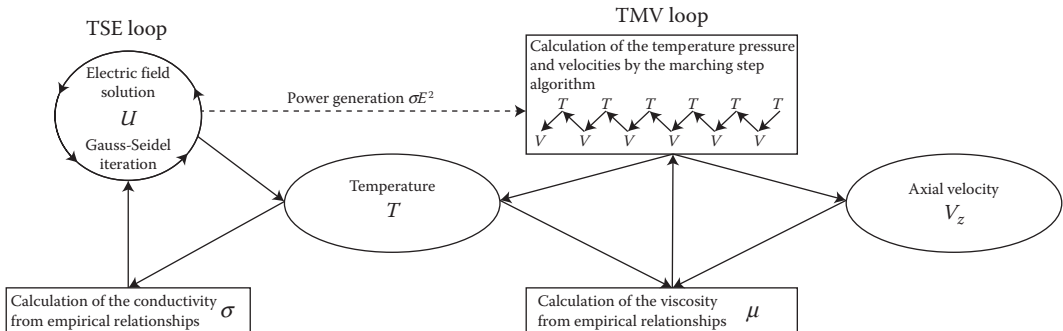 TSE loop
TMV loop
Electric field
solution
U
Gauss-Seidel
iteration
Power generation σE²
Calculation of the temperature pressure
and velocities by the marching step
algorithm
T T T T T T
V V V V V V
Temperature
T
Axial velocity
V_z
Calculation of the conductivity
from empirical relationships σ
Calculation of the viscosity
from empirical relationships μ